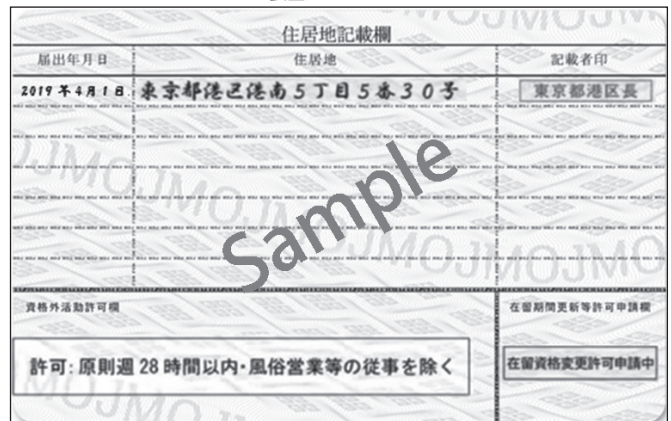 住居地記載欄
届出年月日 住居地 記載者印
2019年4月1日 東京都港区港南5丁目5番30号 東京都港区長
Sample
MOJMOJMOJMO
資格外活動許可欄 在留期間更新等許可申請欄
許可: 原則週28時間以内・風俗営業等の従事を除く 在留資格変更許可申請中